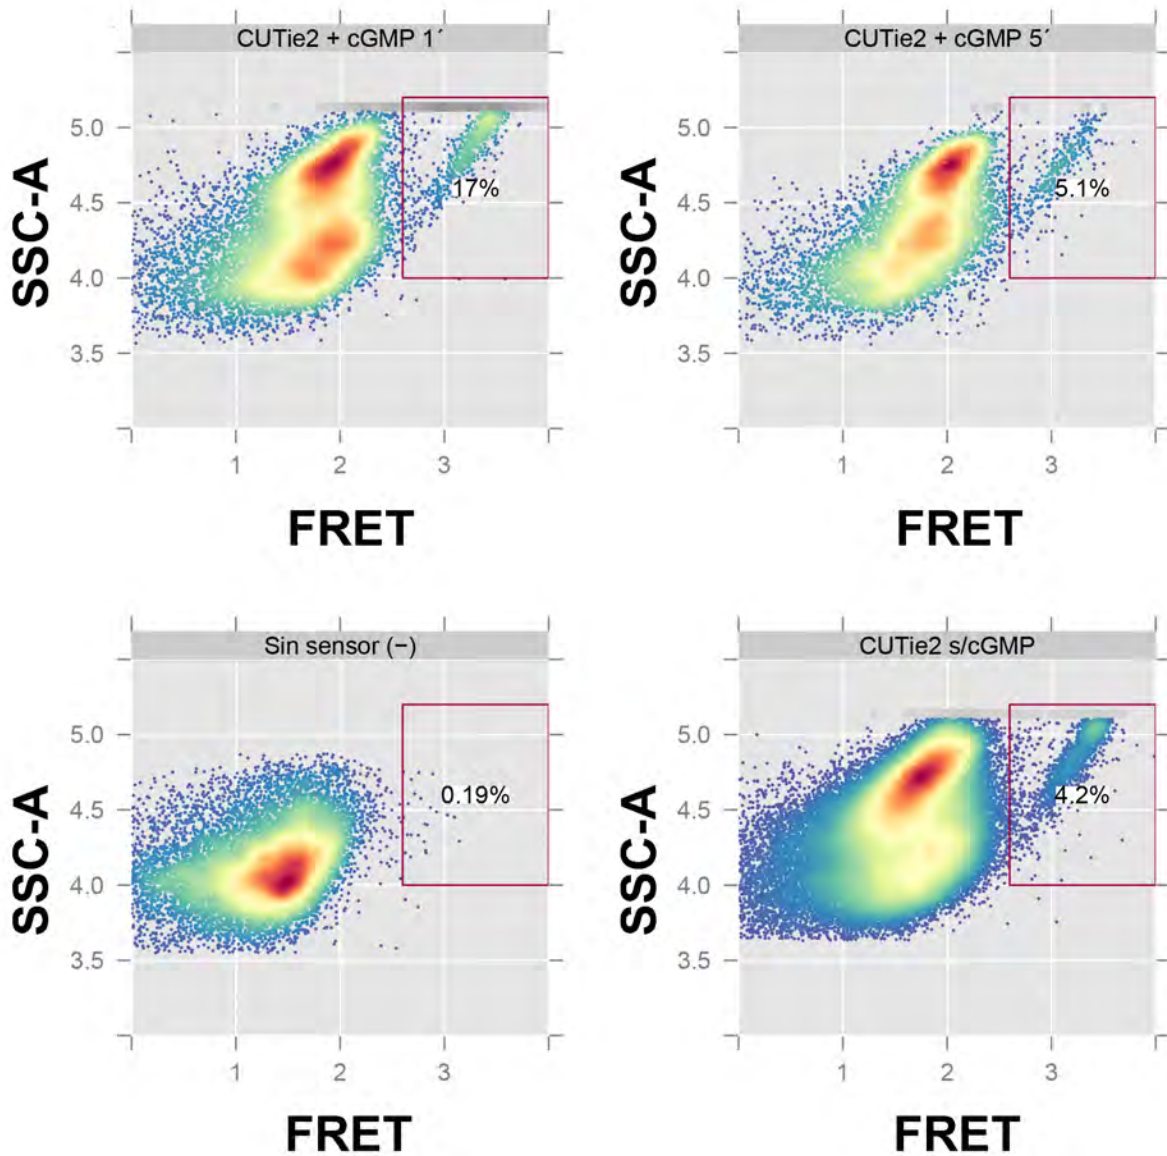 CUTie2 + cGMP 1´
SSC-A
5.0
4.5
4.0
3.5
17%
1 2 3
FRET
CUTie2 + cGMP 5´
SSC-A
5.0
4.5
4.0
3.5
5.1%
1 2 3
FRET
Sin sensor (−)
SSC-A
5.0
4.5
4.0
3.5
0.19%
1 2 3
FRET
CUTie2 s/cGMP
SSC-A
5.0
4.5
4.0
3.5
4.2%
1 2 3
FRET